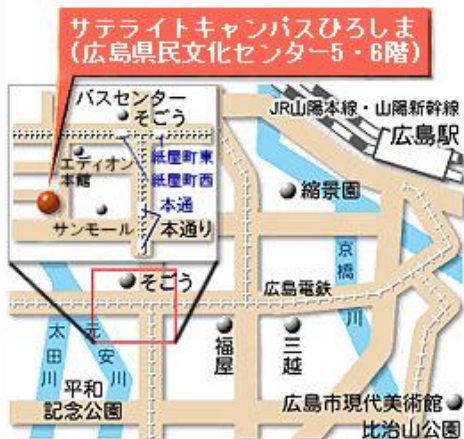 サテライトキャンパスひろしま
(広島県民文化センター5・6階)
バスセンター
そごう
JR山陽本線・山陽新幹線
広島駅
エディオン
本館
紙屋町東
紙屋町西
本通
本通り
サンモール
縮景園
京橋川
そごう
広島電鉄
太田川
元安川
福屋
三越
平和
記念公園
広島市現代美術館
比治山公園